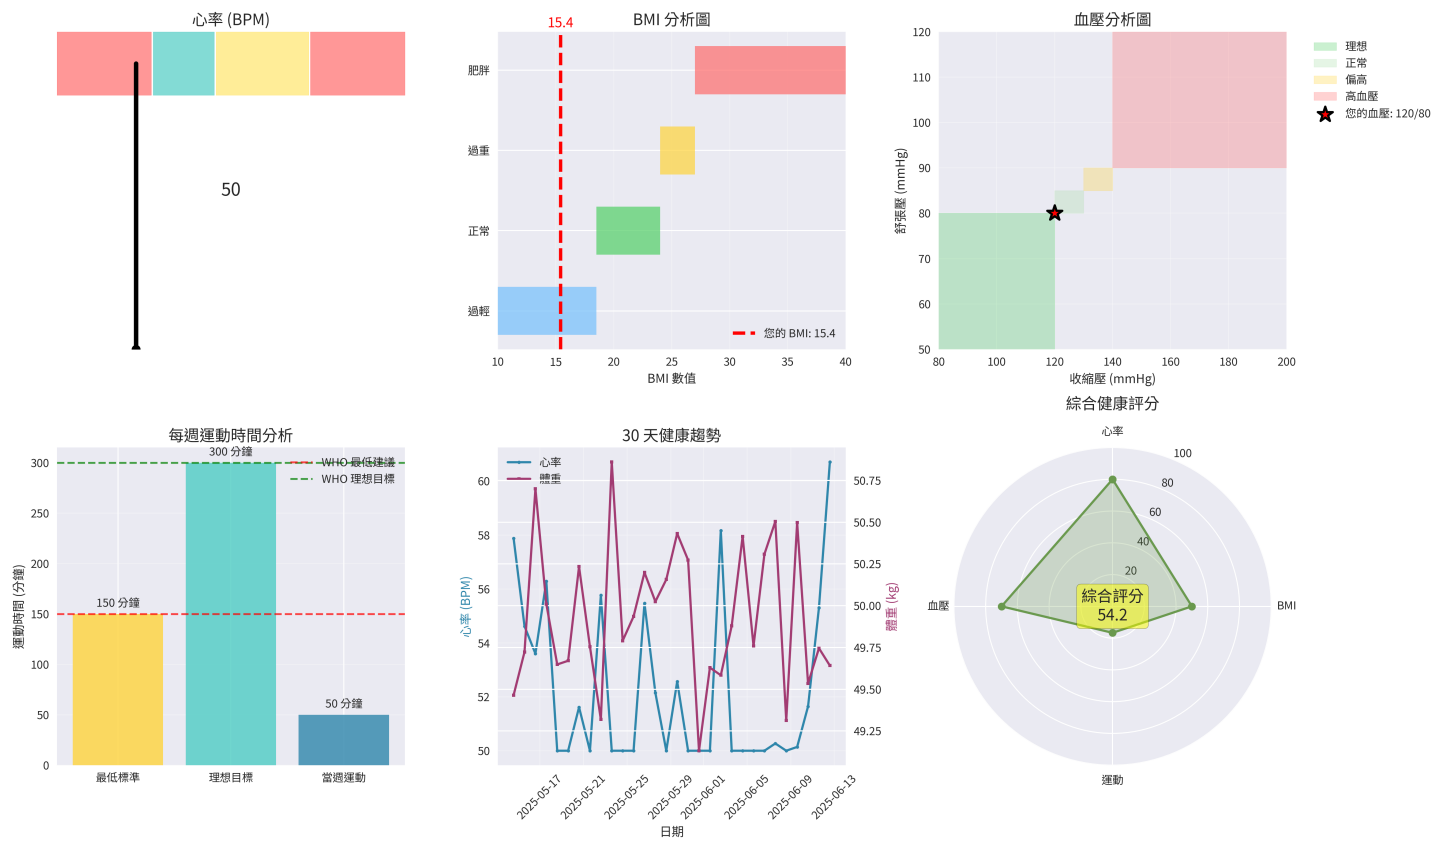 心率 (BPM)
50
15.4
BMI 分析圖
肥胖
過重
正常
過輕
您的 BMI: 15.4
10 15 20 25 30 35 40
BMI 數值
血壓分析圖
舒張壓 (mmHg)
120
110
100
90
80
70
60
50
80 100 120 140 160 180 200
收縮壓 (mmHg)
理想
正常
偏高
高血壓
您的血壓: 120/80
每週運動時間分析
運動時間 (分鐘)
300
250
200
150
100
50
0
150 分鐘
300 分鐘
50 分鐘
WHO 最低建議
WHO 理想目標
最低標準 理想目標 當週運動
30 天健康趨勢
心率
體重
心率 (BPM)
60
58
56
54
52
50
50.75
50.50
50.25
50.00
49.75
49.50
49.25
體重 (kg)
2025-05-17 2025-05-21 2025-05-25 2025-05-29 2025-06-01 2025-06-05 2025-06-09 2025-06-13
日期
綜合健康評分
心率
100
80
60
40
20
血壓
BMI
綜合評分
54.2
運動